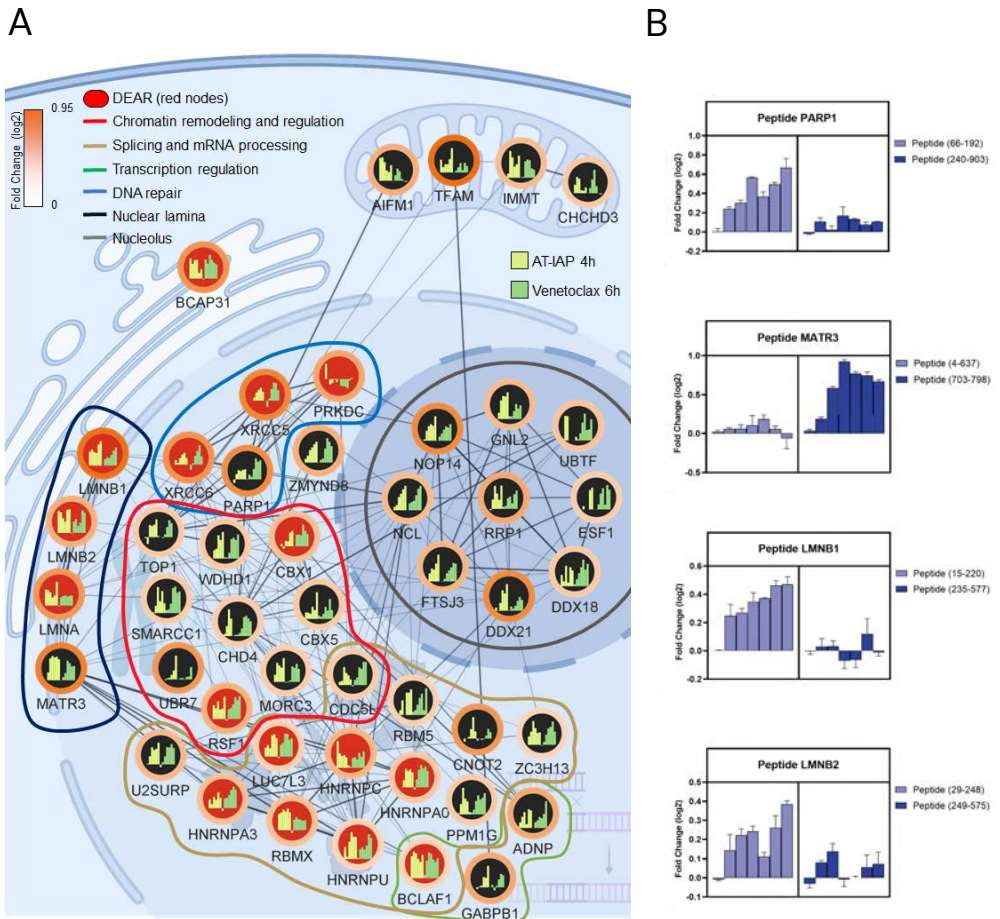 A
B
0.95
Fold Change (log2)
0
DEAR (red nodes)
Chromatin remodeling and regulation
Splicing and mRNA processing
Transcription regulation
DNA repair
Nuclear lamina
Nucleolus
AT-IAP 4h
Venetoclax 6h
AIFM1
TFAM
IMMT
CHCHD3
BCAP31
PRKDC
XRCC5
XRCC6
PARP1
ZMYND8
LMNB1
LMNB2
LMNA
MATR3
NOP14
GNL2
UBTF
NCL
RRP1
ESF1
FTSJ3
DDX18
DDX21
TOP1
WDHD1
CBX1
SMARCC1
CHD4
CBX5
UBR7
MORC3
CDC5L
RSF1
RBM5
CNOT2
ZC3H13
U2SURP
LUC7L3
HNRNPC
HNRNPA0
HNRNPA3
RBMX
PPM1G
ADNP
HNRNPU
BCLAF1
GABPB1
Peptide PARP1
Fold Change (log2)
1.0
0.8
0.6
0.4
0.2
0.0
-0.2
Peptide (66-192)
Peptide (240-903)
Peptide MATR3
Fold Change (log2)
1.0
0.5
0.0
-0.5
Peptide (4-637)
Peptide (703-798)
Peptide LMNB1
Fold Change (log2)
0.6
0.4
0.2
0.0
-0.2
Peptide (15-220)
Peptide (235-577)
Peptide LMNB2
Fold Change (log2)
0.5
0.4
0.3
0.2
0.1
0.0
-0.1
Peptide (29-248)
Peptide (249-575)